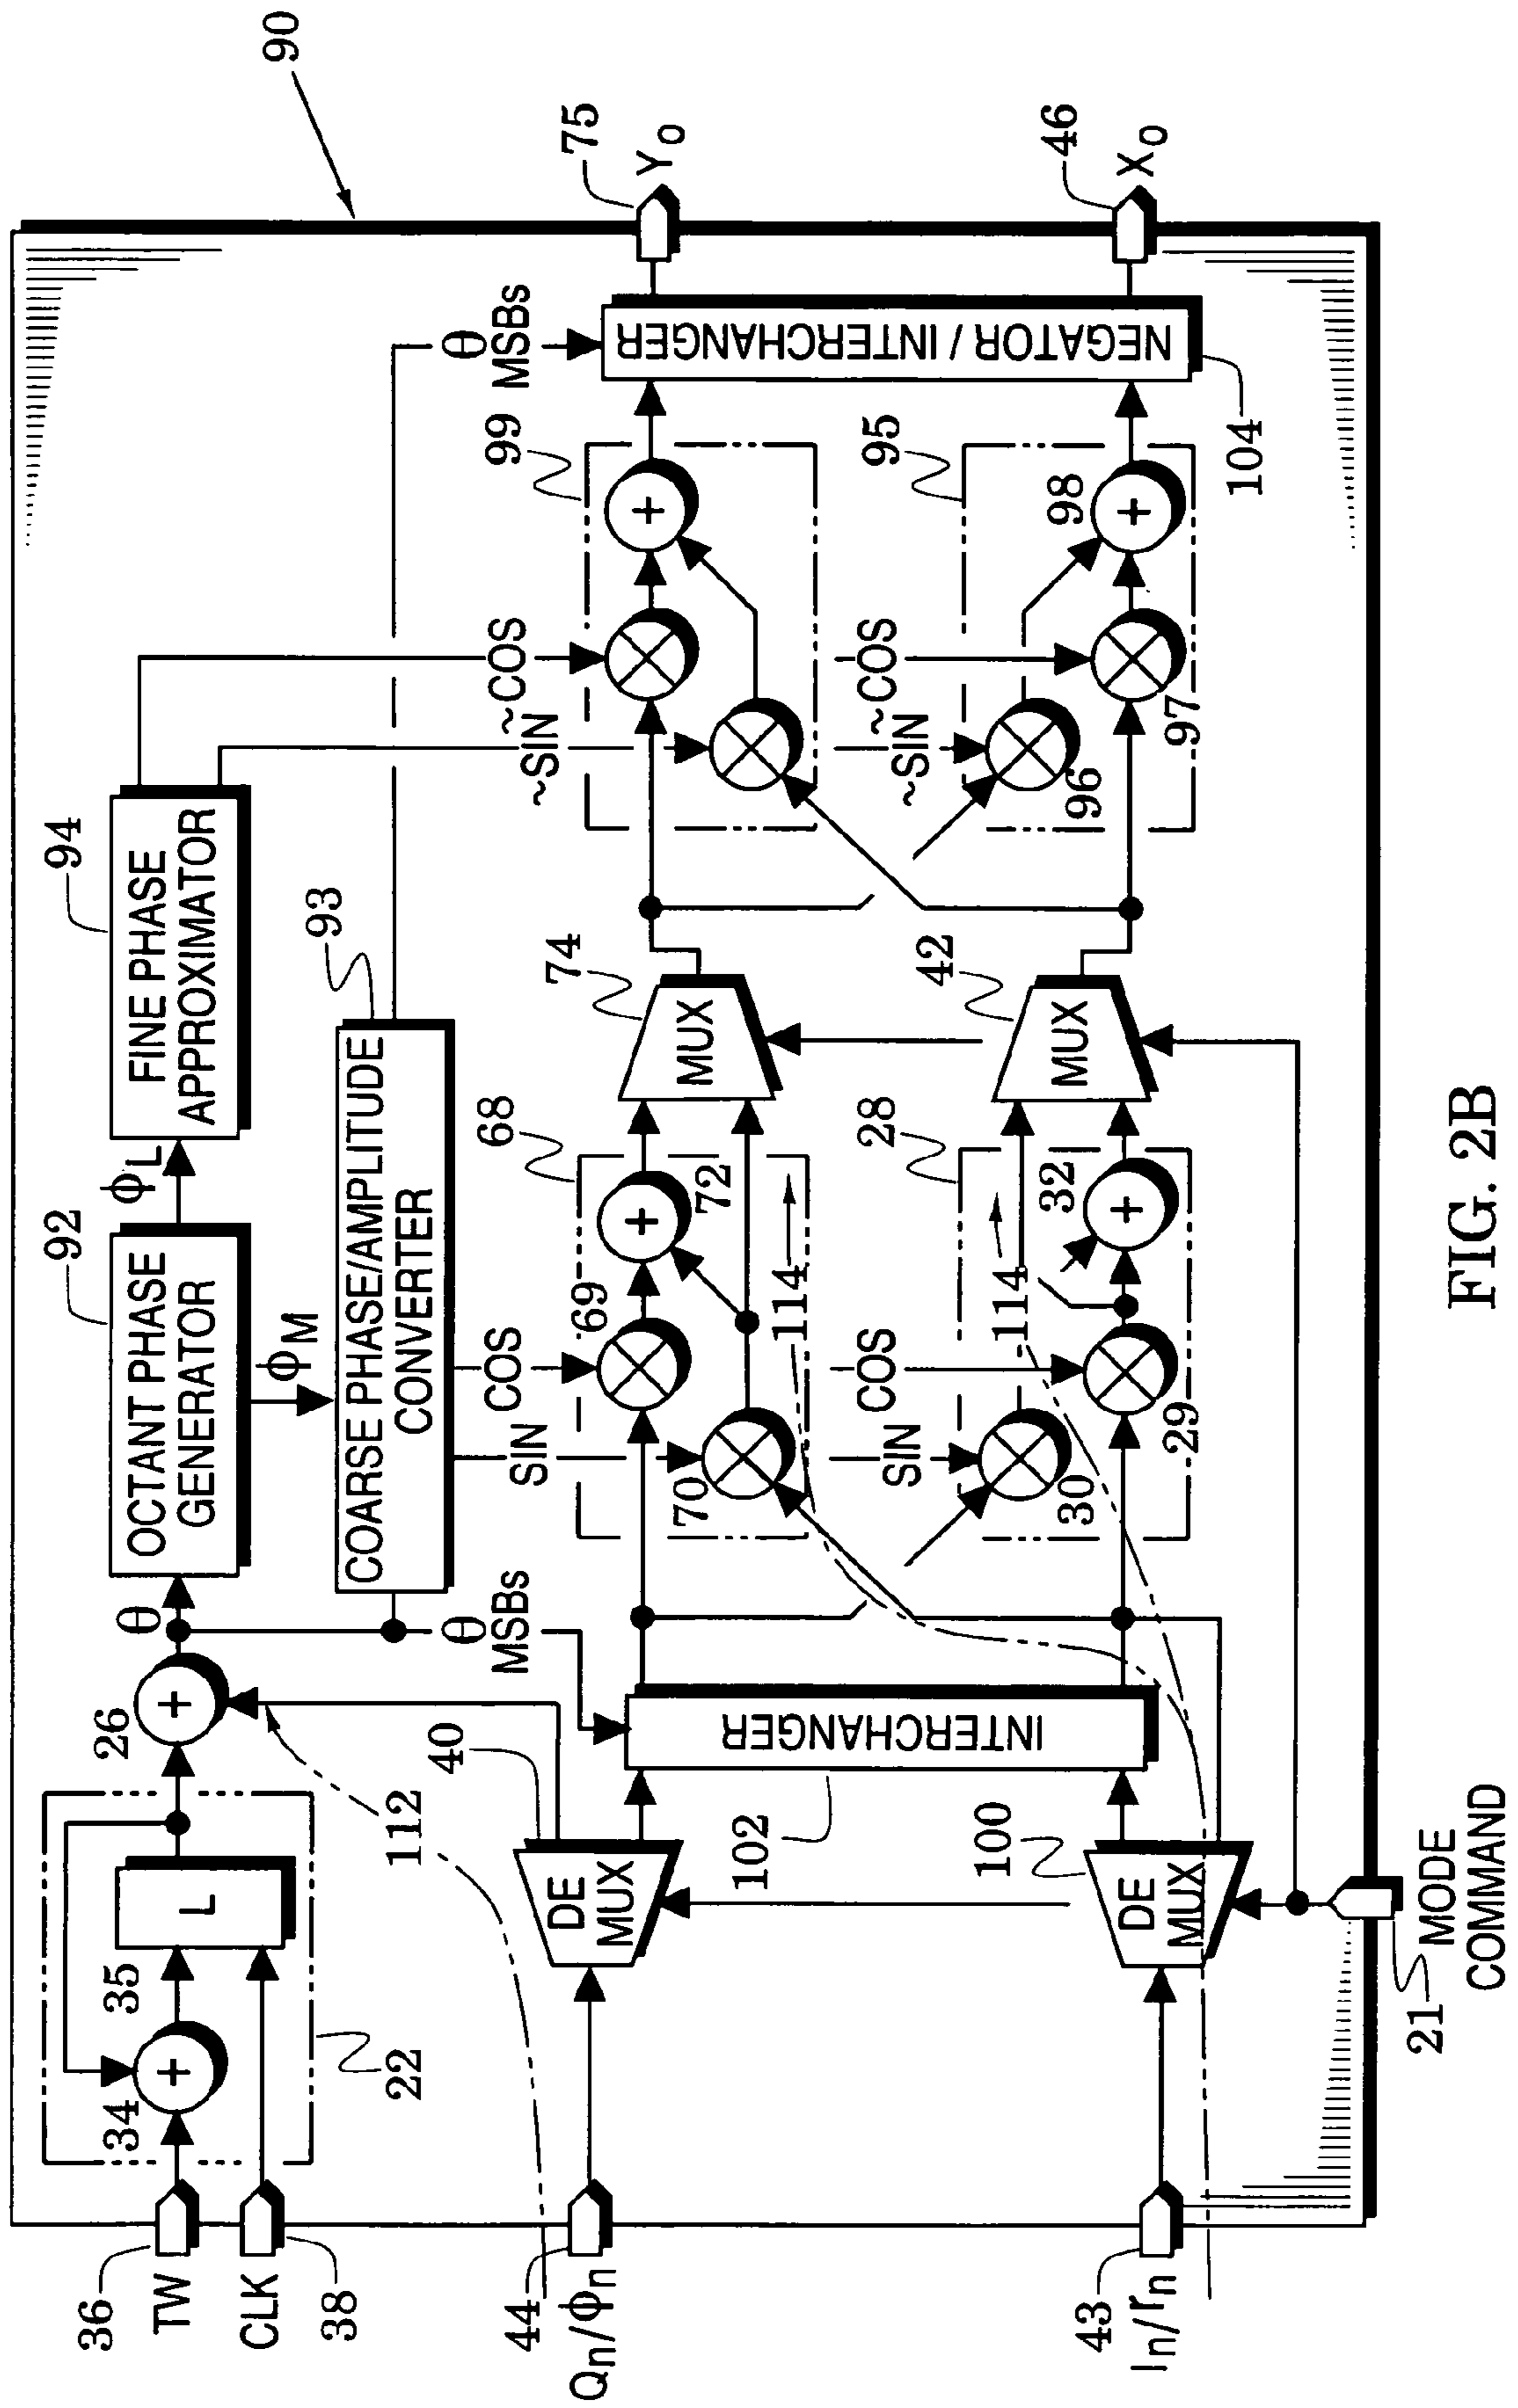 90
36
TW
CLK
38
34
35
L
22
26
θ
112
92
OCTANT PHASE
GENERATOR
ϕL
94
FINE PHASE
APPROXIMATOR
ϕM
93
COARSE PHASE/AMPLITUDE
CONVERTER
θ
MSBs
θ
MSBs
44
Qn/ϕn
40
DE
MUX
102
INTERCHANGER
SIN
COS
68
69
70
72
114
74
MUX
~SIN
~COS
99
NEGATOR / INTERCHANGER
75
YO
43
In/rn
100
DE
MUX
SIN
COS
28
30
29
32
114
42
MUX
~SIN
~COS
95
96
97
98
104
46
XO
21
MODE
COMMAND
FIG. 2B